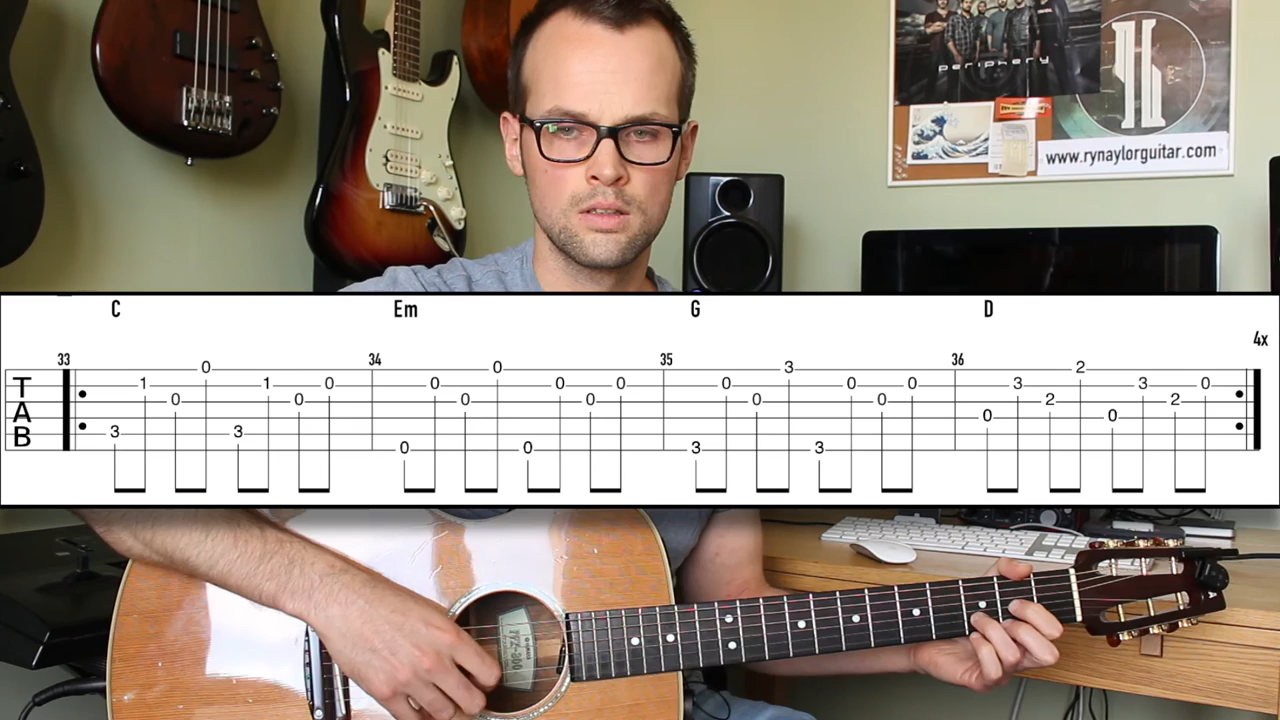 PERIPHERY
www.rynaylorguitar.com
C Em G D
4x
33 34 35 36
0 0 3 2
T 1 1 0 0 0 0 0 0 0 3 3 0
A 0 0 0 0 0 0 2 2
0 0
B 3 3
0 0 3 3